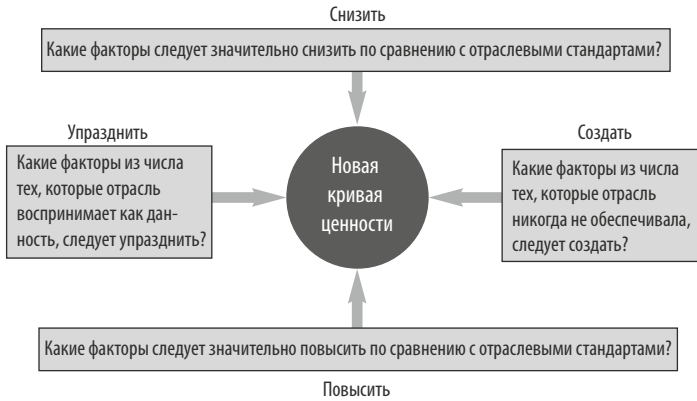 Снизить
Какие факторы следует значительно снизить по сравнению с отраслевыми стандартами?
Упразднить
Какие факторы из числа
тех, которые отрасль
воспринимает как дан-
ность, следует упразднить?
Новая
кривая
ценности
Создать
Какие факторы из числа
тех, которые отрасль
никогда не обеспечивала,
следует создать?
Какие факторы следует значительно повысить по сравнению с отраслевыми стандартами?
Повысить